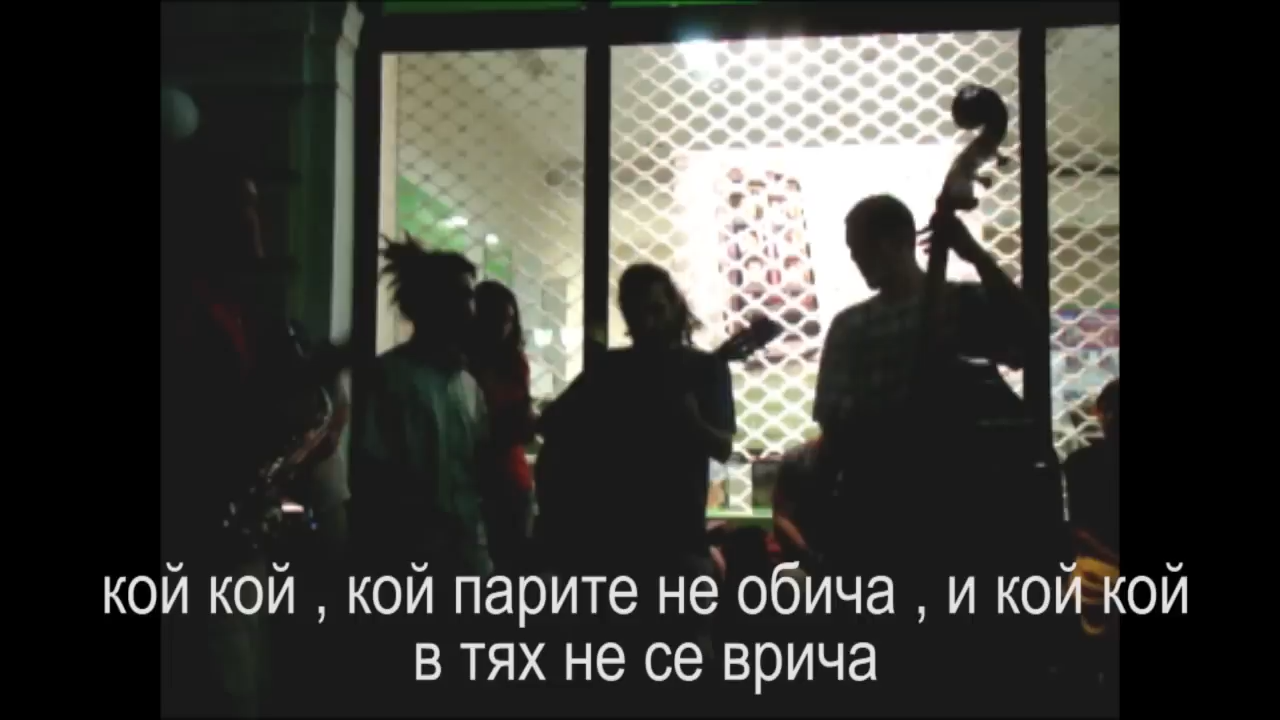 кой кой , кой парите не обича , и кой кой
в тях не се врича